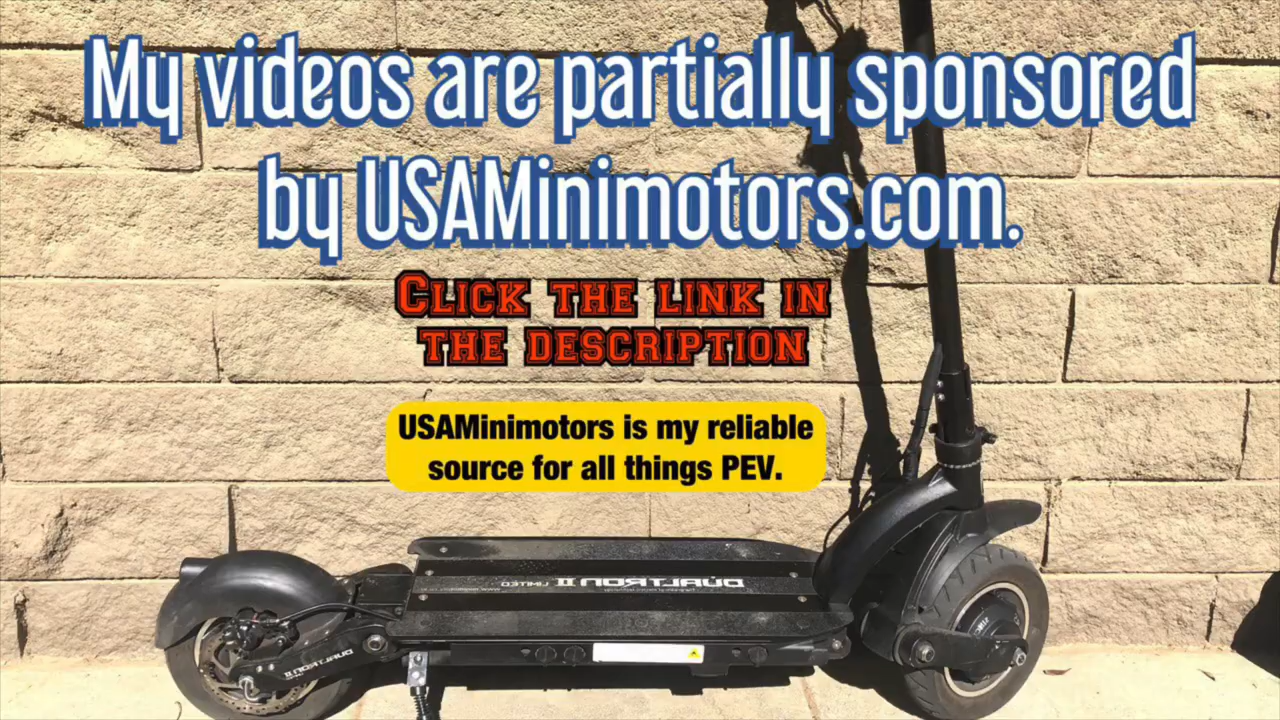 My videos are partially sponsored
by USAMinimotors.com.
CLICK THE LINK IN
THE DESCRIPTION
USAMinimotors is my reliable
source for all things PEV.
DUALTRON II LIMITED
DUALTRON II